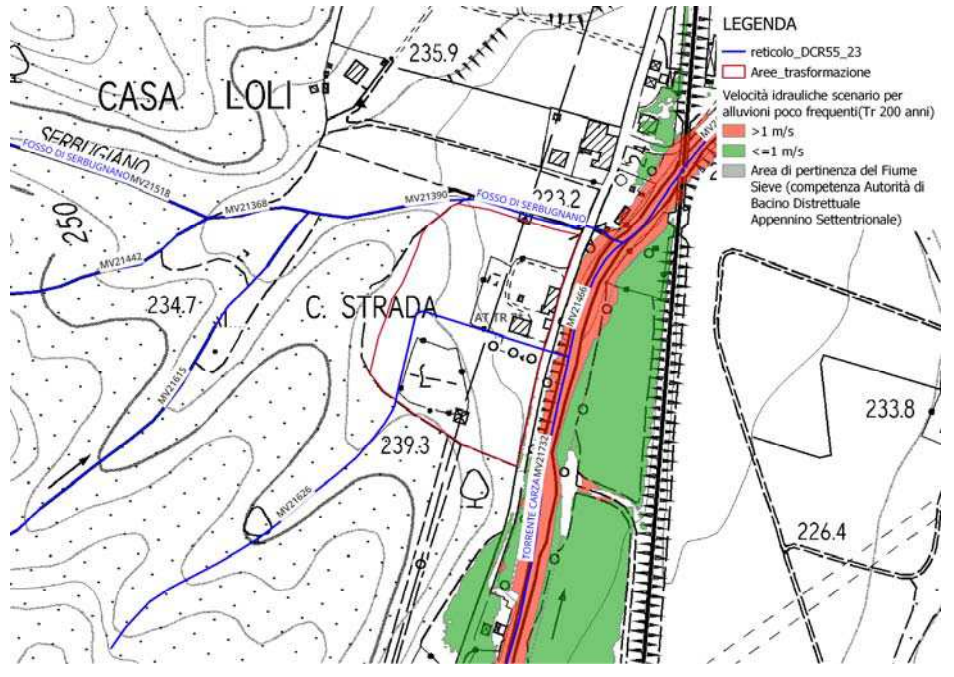 LEGENDA
reticolo_DCR55_23
Aree_trasformazione
Velocità idrauliche scenario per
alluvioni poco frequenti(Tr 200 anni)
>1 m/s
<=1 m/s
Area di pertinenza del Fiume
Sieve (competenza Autorità di
Bacino Distrettuale
Appennino Settentrionale)
235.9
CASA LOLI
SERBUGIANO
FOSSO DI SERBUGNANO MV21518
MV21368
MV21390
FOSSO DI SERBUGNANO
223.2
250
MV21442
234.7
C. STRADA
MV21466
MV21615
239.3
233.8
MV21626
TORRENTE CARZA MV21732
226.4